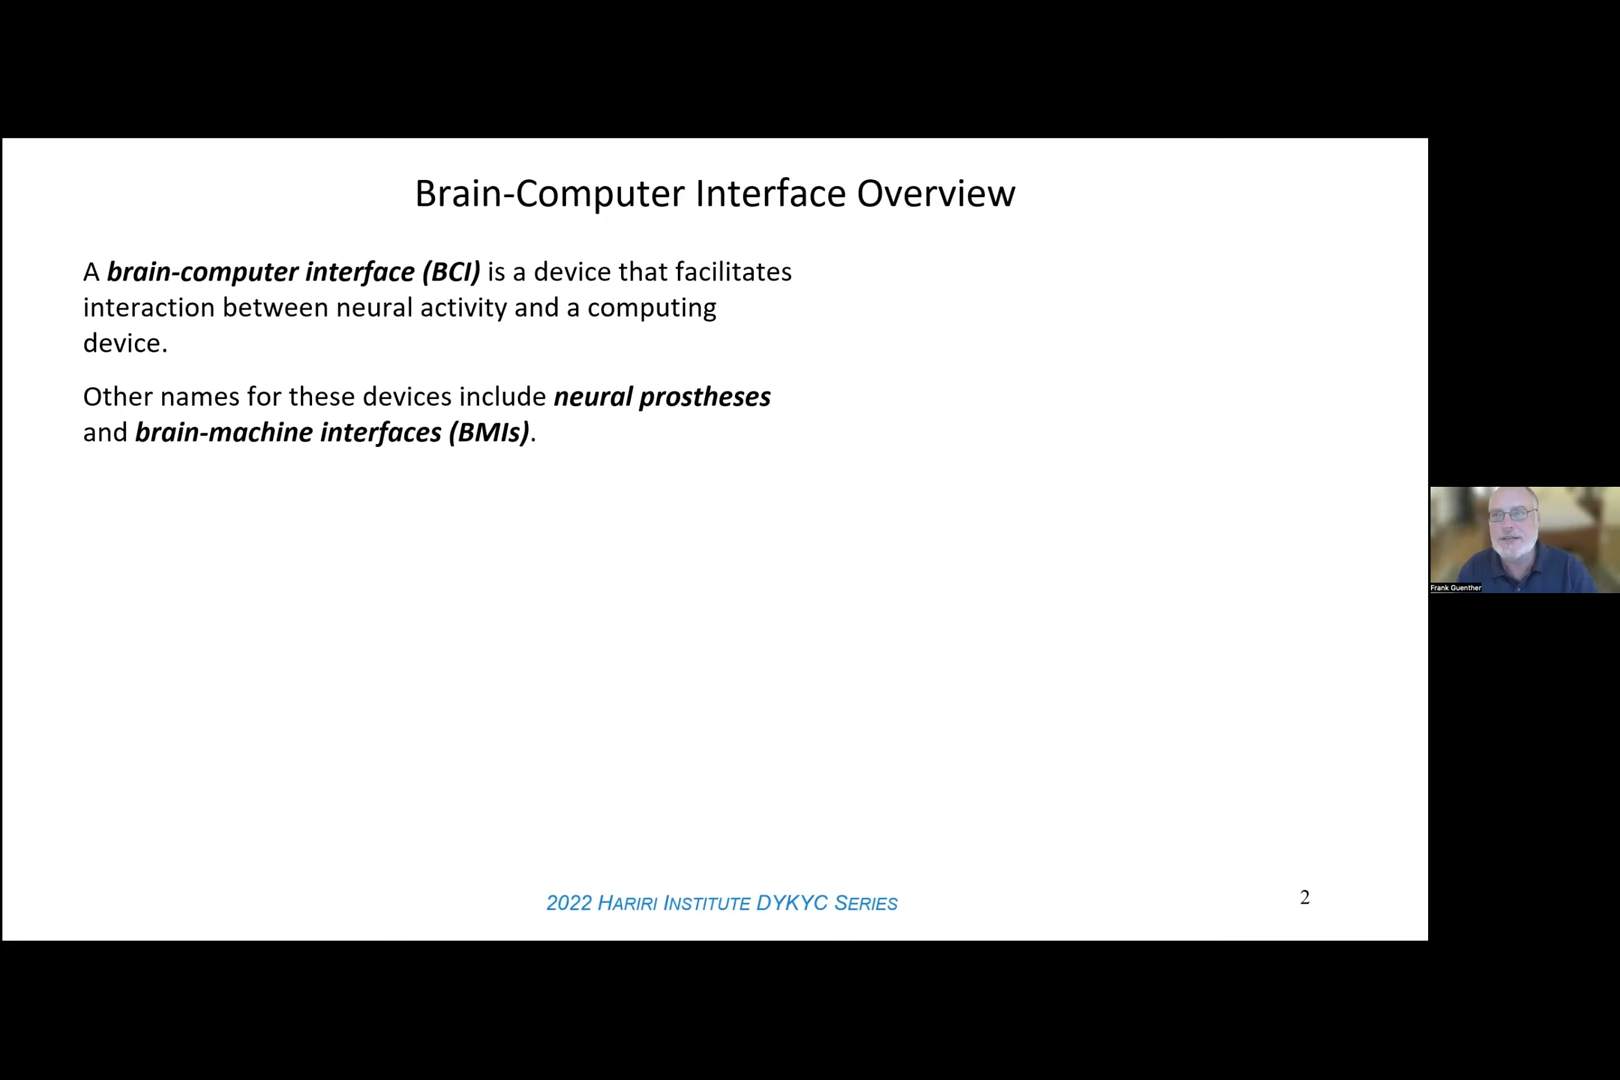 Brain-Computer Interface Overview
A brain-computer interface (BCI) is a device that facilitates
interaction between neural activity and a computing
device.
Other names for these devices include neural prostheses
and brain-machine interfaces (BMIs).
Frank Guenther
2022 HARIRI INSTITUTE DYKYC SERIES
2